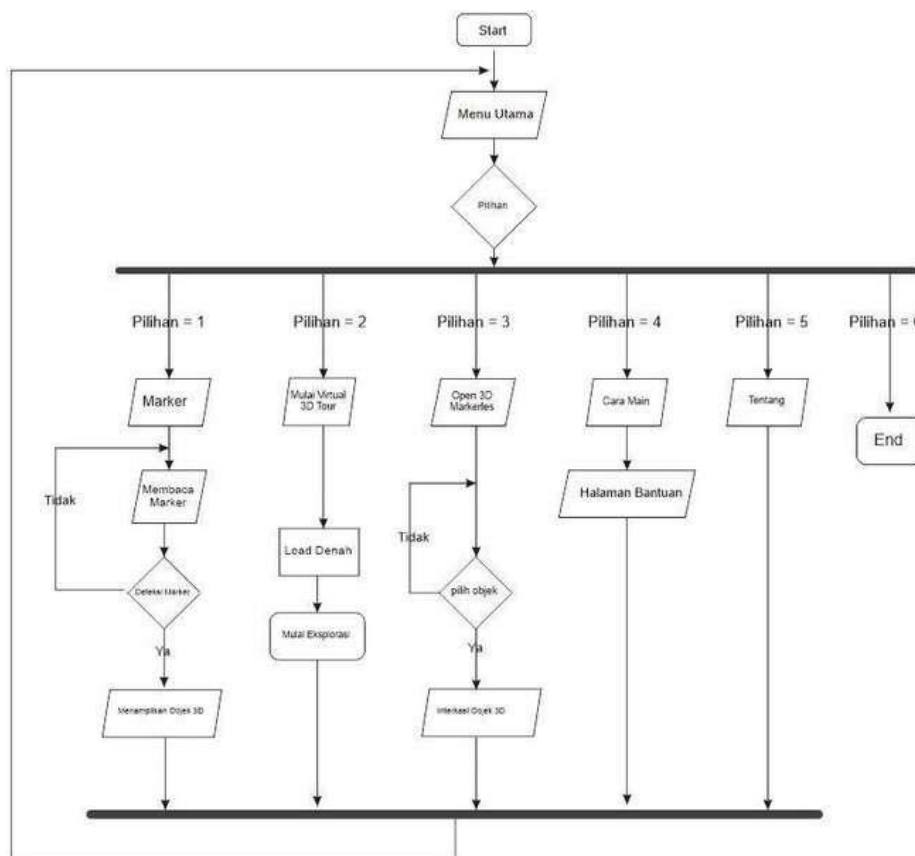 Start
Menu Utama
Pilihan
Pilihan = 1
Pilihan = 2
Pilihan = 3
Pilihan = 4
Pilihan = 5
Pilihan = 6
Marker
Mulai Virtual
3D Tour
Open 3D
Markerles
Cara Main
Tentang
End
Tidak
Membaca
Marker
Halaman Bantuan
Load Denah
Tidak
Deteksi Marker
pilih objek
Mulai Eksplorasi
Ya
Ya
Menampilkan Objek 3D
Objek 3D